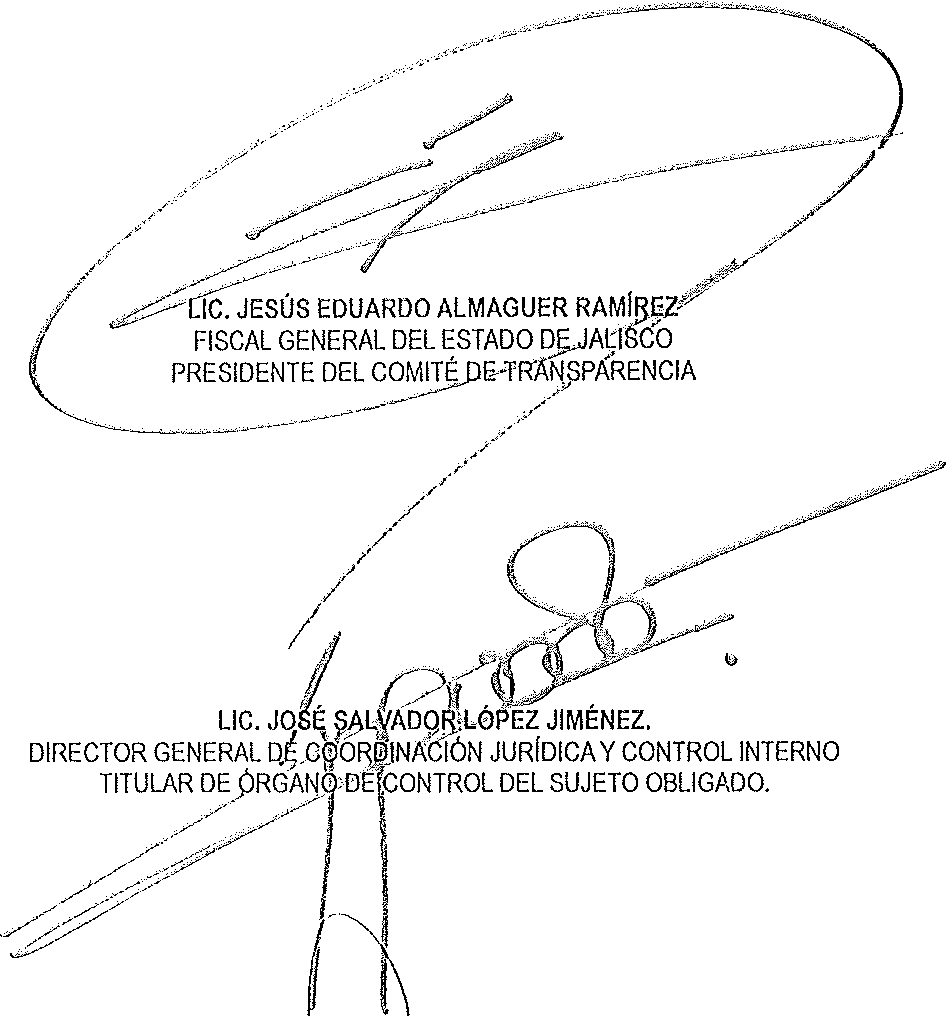 LIC. JESÚS EDUARDO ALMAGUER RAMÍREZ
FISCAL GENERAL DEL ESTADO DE JALISCO
PRESIDENTE DEL COMITÉ DE TRANSPARENCIA
LIC. JOSÉ SALVADOR LÓPEZ JIMÉNEZ.
DIRECTOR GENERAL DE COORDINACIÓN JURÍDICA Y CONTROL INTERNO
TITULAR DE ÓRGANO DE CONTROL DEL SUJETO OBLIGADO.